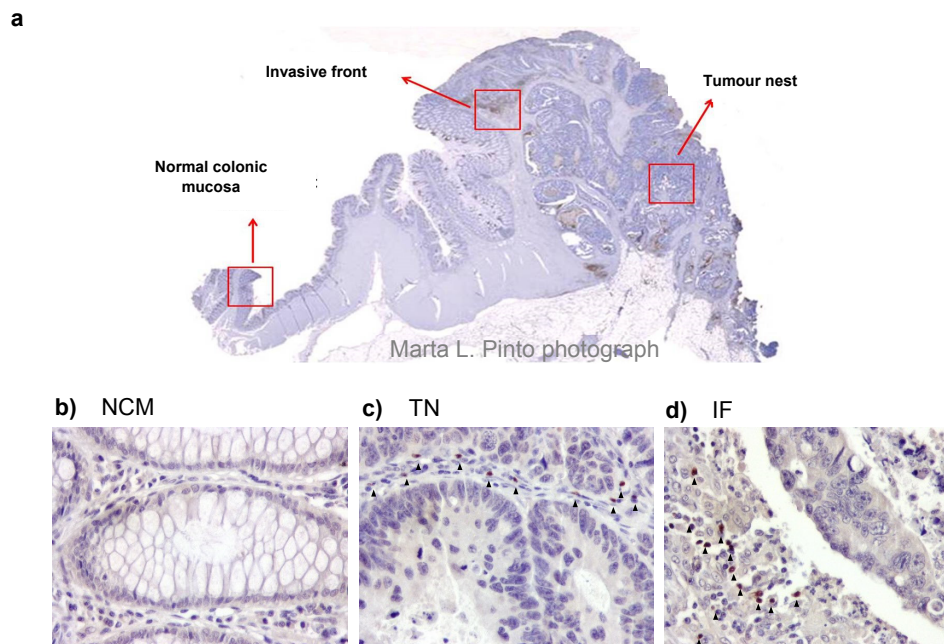 a
Invasive front
Tumour nest
Normal colonic
mucosa
:
Marta L. Pinto photograph
b) NCM
c) TN
d) IF